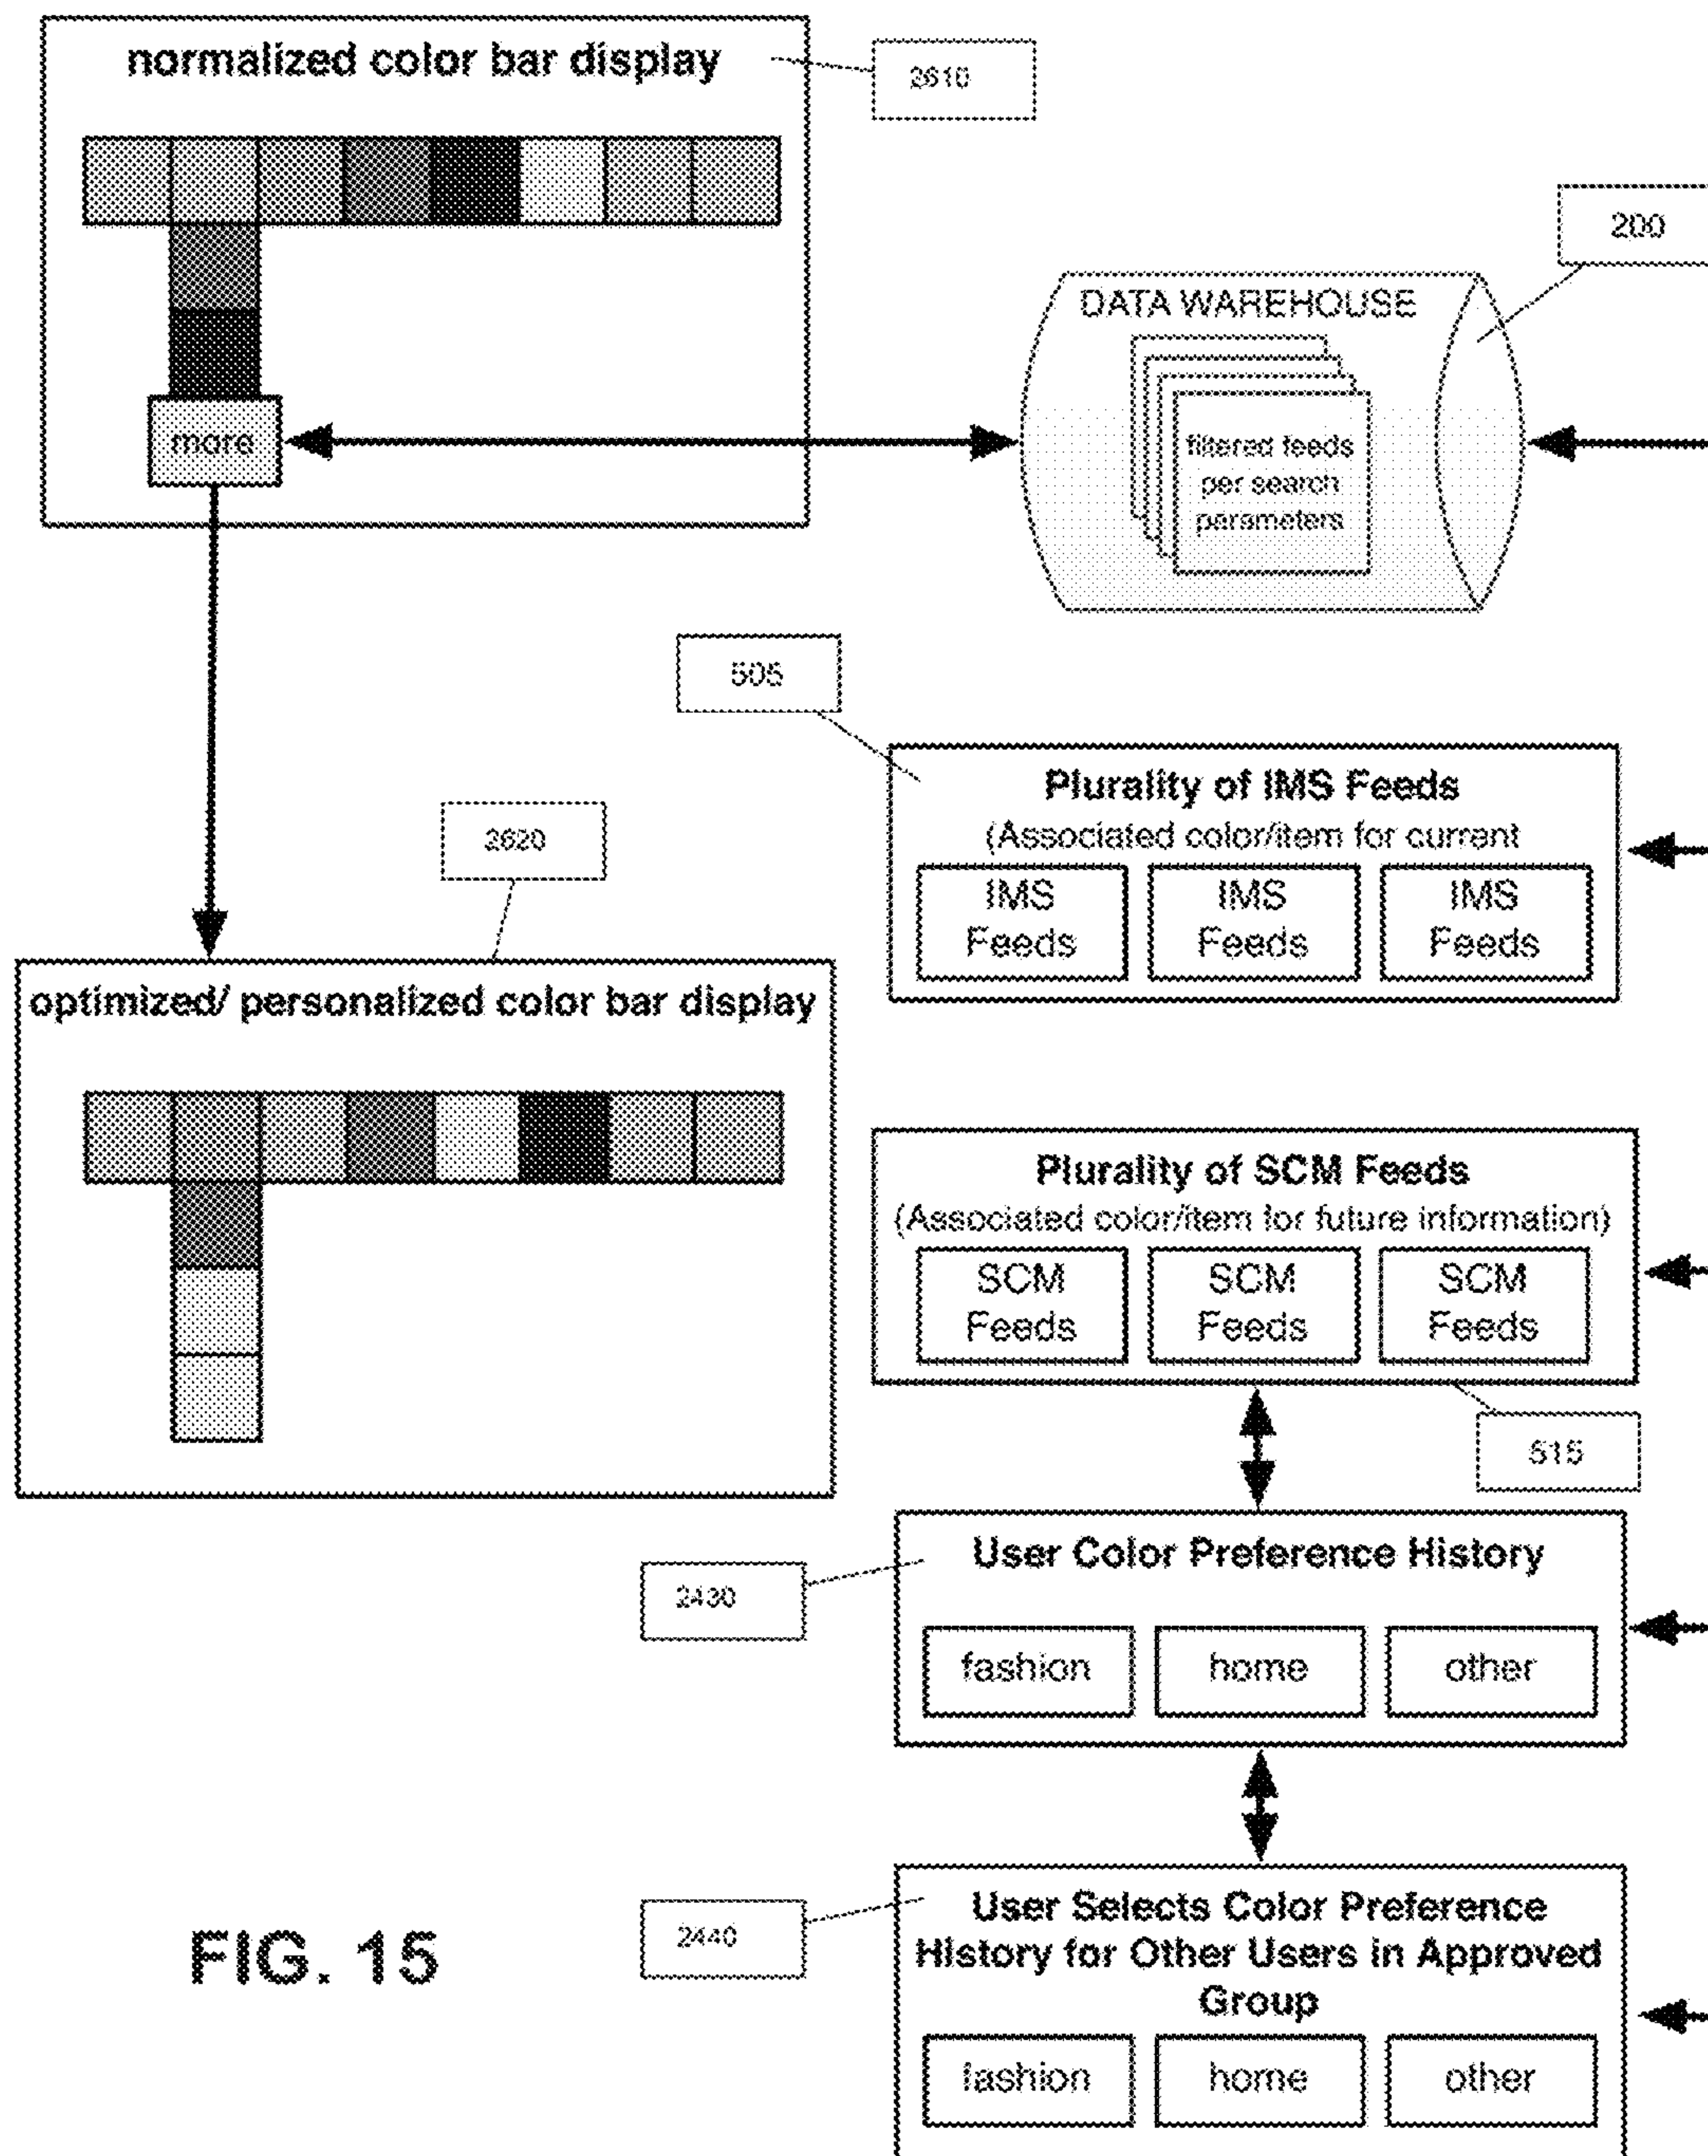 normalized color bar display
2610
more
200
DATA WAREHOUSE
filtered feeds
per search
parameters
505
Plurality of IMS Feeds
(Associated color/item for current
IMS
Feeds
IMS
Feeds
IMS
Feeds
2620
optimized/ personalized color bar display
Plurality of SCM Feeds
(Associated color/item for future information)
SCM
Feeds
SCM
Feeds
SCM
Feeds
515
User Color Preference History
2430
fashion
home
other
User Selects Color Preference
History for Other Users in Approved
Group
2440
fashion
home
other
FIG. 15